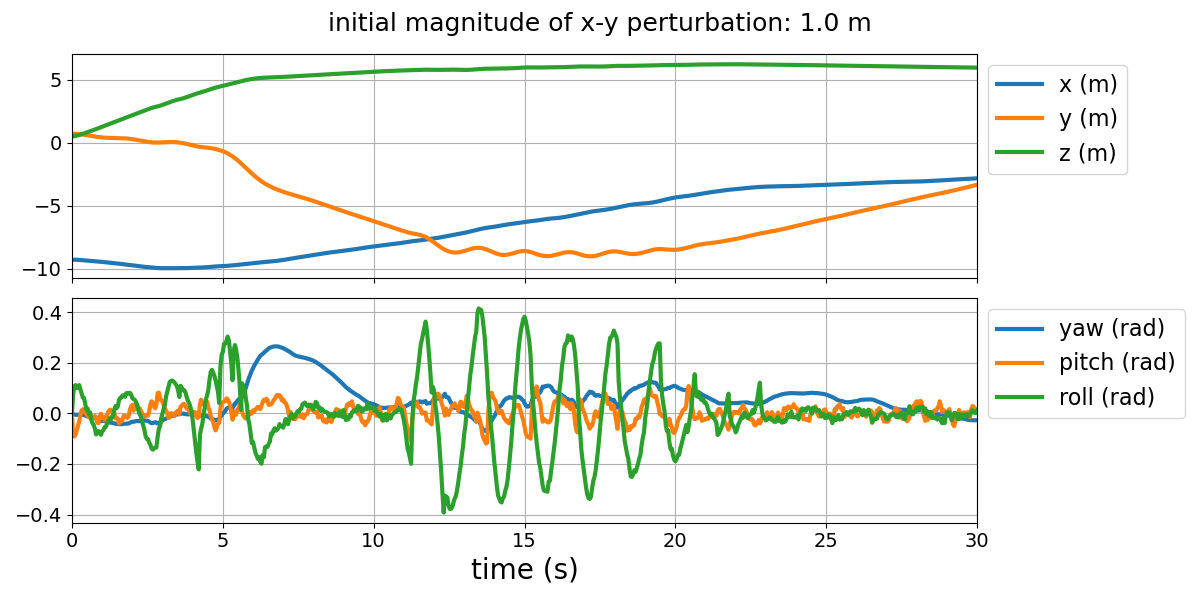 initial magnitude of x-y perturbation: 1.0 m
5
0
−5
−10
x (m)
y (m)
z (m)
0.4
0.2
0.0
−0.2
−0.4
yaw (rad)
pitch (rad)
roll (rad)
0 5 10 15 20 25 30
time (s)